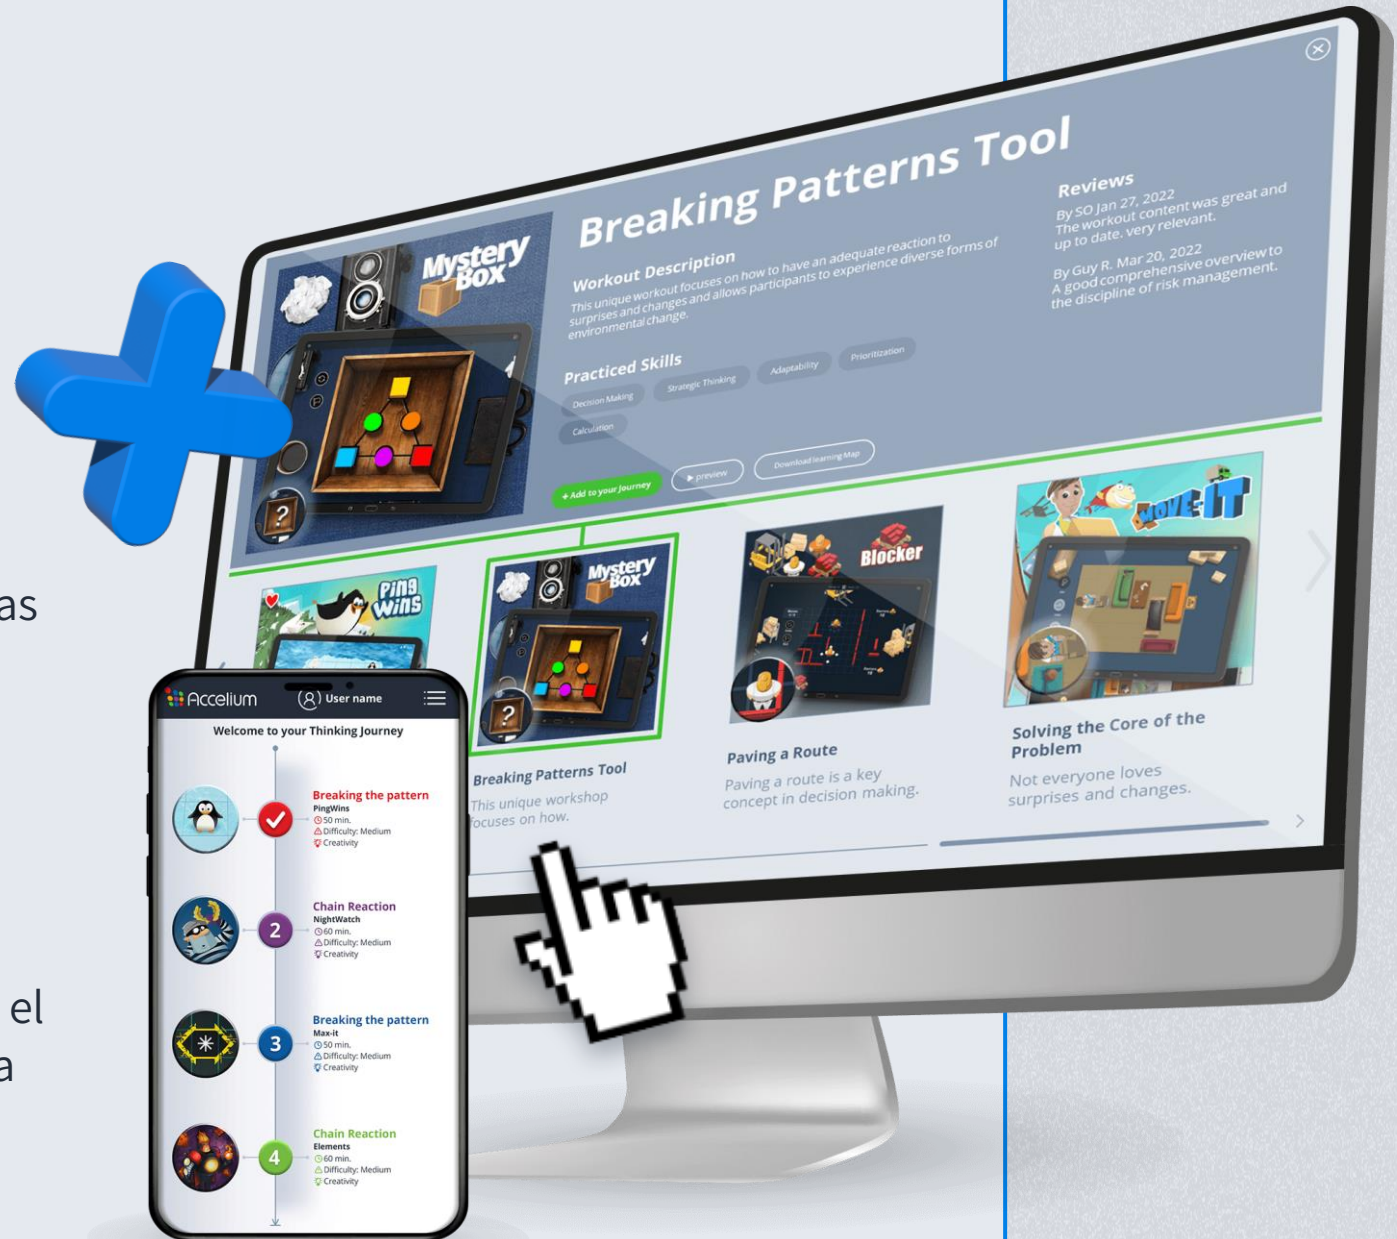 as
el
a
Breaking Patterns Tool
Mystery
BOX
?
Workout Description
This unique workout focuses on how to have an adequate reaction to
surprises and changes and allows participants to experience diverse forms of
environmental change.
Practiced Skills
Decision Making
Strategic Thinking
Adaptability
Prioritization
Calculation
+ Add to your Journey
preview
Download learning Map
Reviews
By SO Jan 27, 2022
The workout content was great and
up to date. very relevant.
By Guy R. Mar 20, 2022
A good comprehensive overview to
the discipline of risk management.
PING
WiNS
Mystery
BOX
?
Breaking Patterns Tool
This unique workshop
focuses on how.
Blocker
Paving a Route
Paving a route is a key
concept in decision making.
MOVE-IT
Solving the Core of the
Problem
Not everyone loves
surprises and changes.
Accelium
User name
Welcome to your Thinking Journey
Breaking the pattern
PingWins
50 min.
Difficulty: Medium
Creativity
2
Chain Reaction
NightWatch
60 min.
Difficulty: Medium
Creativity
3
Breaking the pattern
Max-it
50 min.
Difficulty: Medium
Creativity
4
Chain Reaction
Elements
60 min.
Difficulty: Medium
Creativity